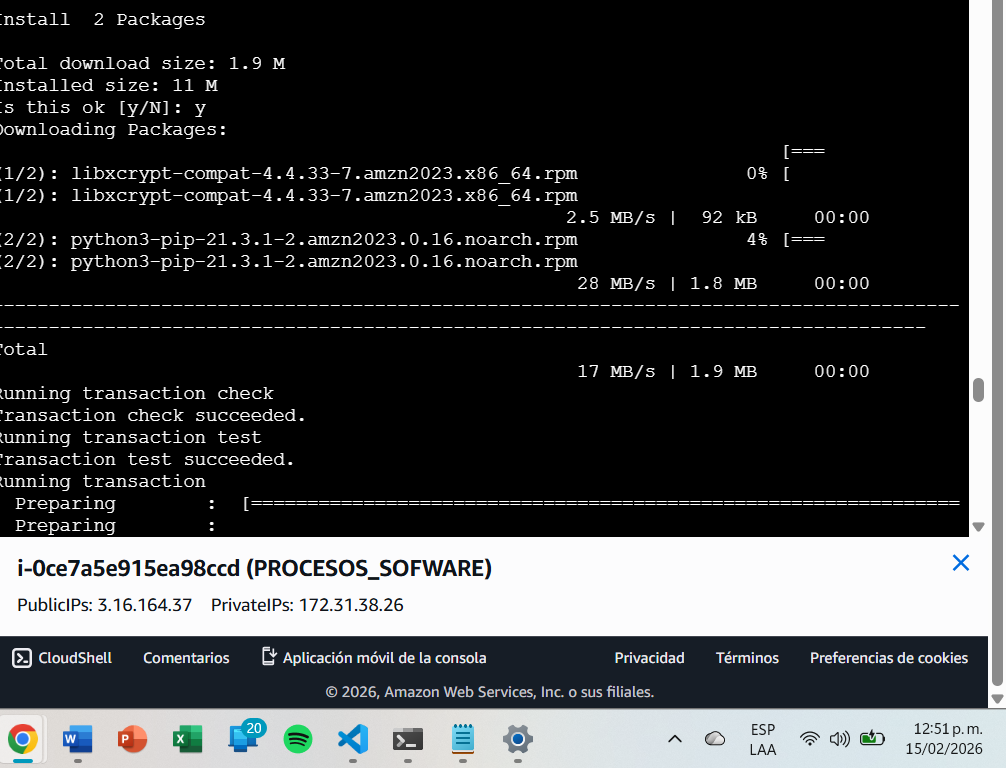 Install  2 Packages
Total download size: 1.9 M
Installed size: 11 M
Is this ok [y/N]: y
Downloading Packages:
[===
(1/2): libxcrypt-compat-4.4.33-7.amzn2023.x86_64.rpm 0% [
(1/2): libxcrypt-compat-4.4.33-7.amzn2023.x86_64.rpm
2.5 MB/s |  92 kB     00:00
(2/2): python3-pip-21.3.1-2.amzn2023.0.16.noarch.rpm 4% [===
(2/2): python3-pip-21.3.1-2.amzn2023.0.16.noarch.rpm
28 MB/s | 1.8 MB     00:00
--------------------------------------------------------------------------------
--------------------------------------------------------------------------------
Total
17 MB/s | 1.9 MB     00:00
Running transaction check
Transaction check succeeded.
Running transaction test
Transaction test succeeded.
Running transaction
Preparing        :  [===============================================================
Preparing        :
i-0ce7a5e915ea98ccd (PROCESOS_SOFWARE)
PublicIPs: 3.16.164.37    PrivateIPs: 172.31.38.26
CloudShell Comentarios Aplicación móvil de la consola Privacidad Términos Preferencias de cookies
© 2026, Amazon Web Services, Inc. o sus filiales.
20
ESP
LAA
12:51 p. m.
15/02/2026